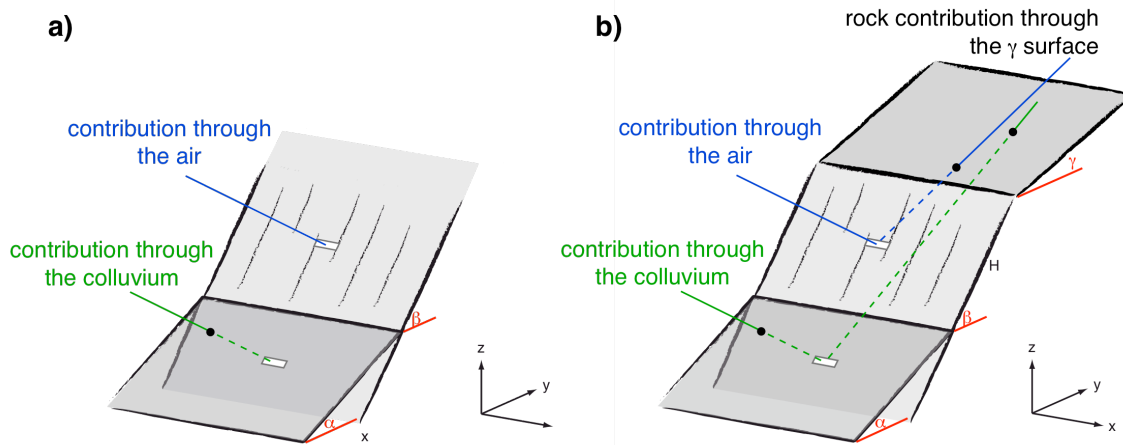 a)
contribution through
the air
contribution through
the colluvium
β
α
x
z
y
b)
rock contribution through
the γ surface
contribution through
the air
γ
contribution through
the colluvium
H
β
α
z
y
x